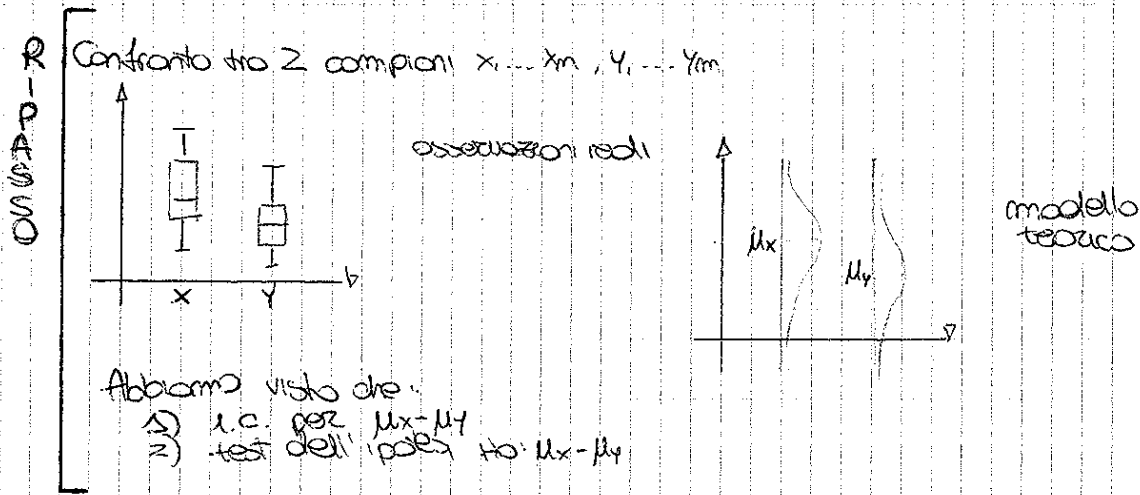 RIPASSO
Confronto tra 2 campioni x1 ... xn , y1 ... ym
osservazioni reali
μx
μy
modello
teorico
X Y
Abbiamo visto che:
1) i.c. per μx-μy
2) test dell'ipotesi H0: μx-μy